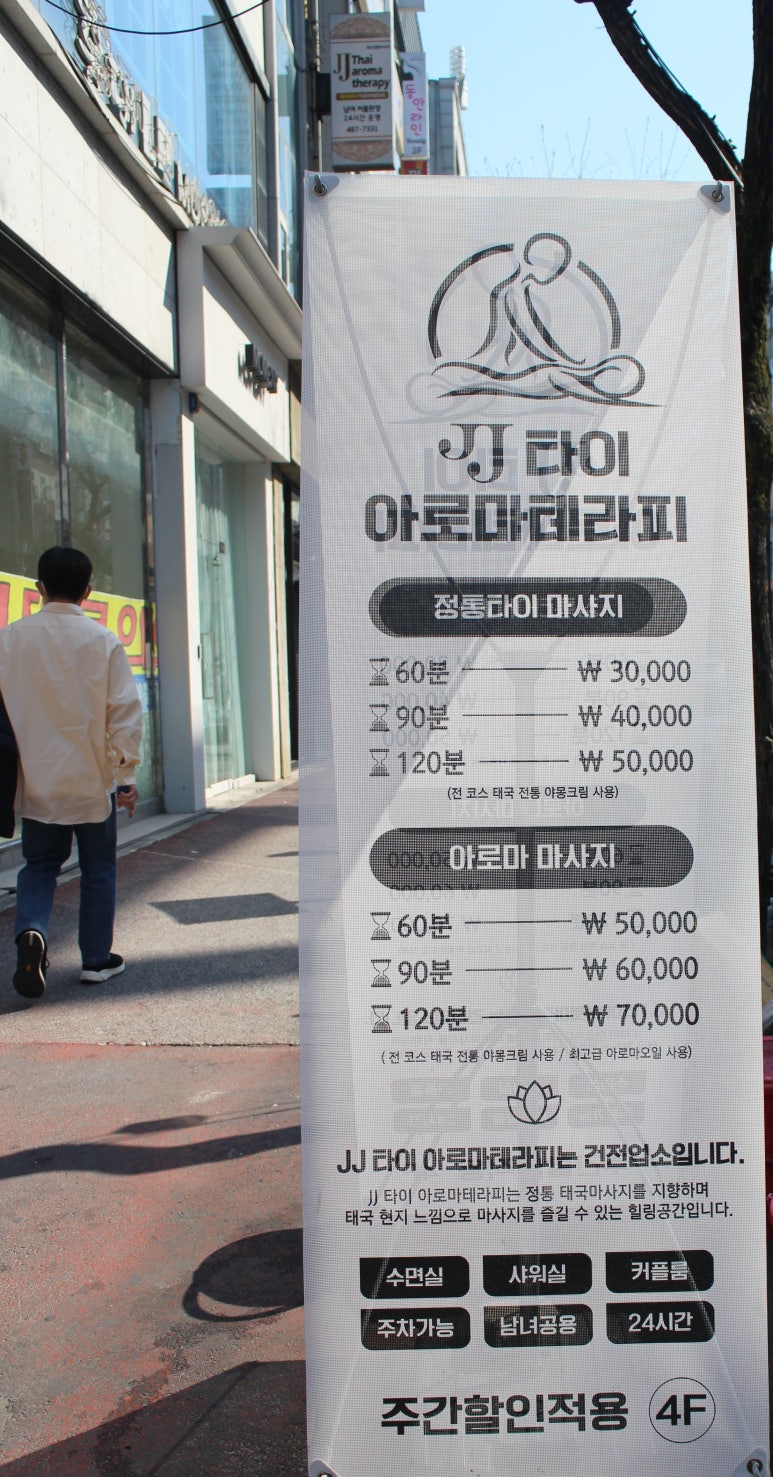 JJ Thai
aroma
therapy
남여 커플환영
24시간 운영
487-7331
동안라인
Beauty
3F
JJ 타이
아로마테라피
정통타이 마사지
60분 ₩ 30,000
90분 ₩ 40,000
120분 ₩ 50,000
(전 코스 태국 전통 야몽크림 사용)
아로마 마사지
60분 ₩ 50,000
90분 ₩ 60,000
120분 ₩ 70,000
( 전 코스 태국 전통 야몽크림 사용 / 최고급 아로마오일 사용)
JJ 타이 아로마테라피는 건전업소입니다.
JJ 타이 아로마테라피는 정통 태국마사지를 지향하며
태국 현지 느낌으로 마사지를 즐길 수 있는 힐링공간입니다.
수면실 샤워실 커플룸
주차가능 남녀공용 24시간
주간할인적용 4F